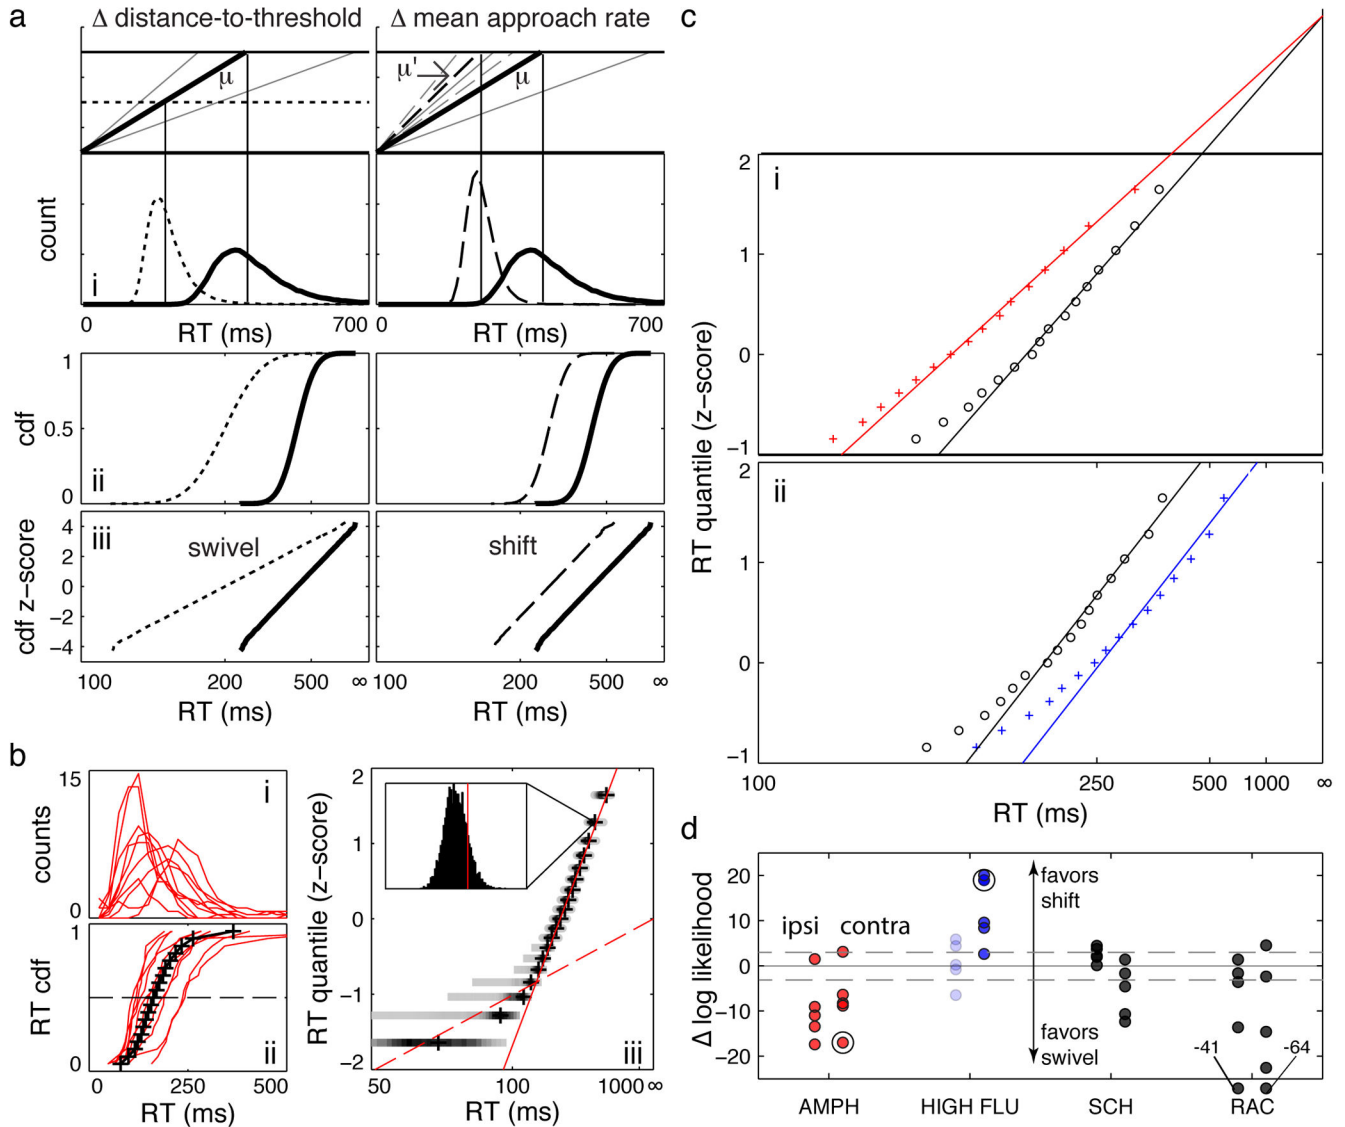 a
Δ distance-to-threshold
Δ mean approach rate
μ
μ'
μ
count
i
0
700
0
700
RT (ms)
RT (ms)
1
0.5
0
cdf
ii
4
2
0
−2
−4
cdf z−score
iii
swivel
shift
100
200
500
∞
100
200
500
∞
RT (ms)
RT (ms)
b
15
0
counts
i
1
0
RT cdf
ii
0
250
500
RT (ms)
2
1
0
−1
−2
RT quantile (z−score)
iii
50
100
1000
∞
RT (ms)
c
i
2
1
0
−1
RT quantile (z−score)
ii
2
1
0
−1
100
250
500
1000
∞
RT (ms)
d
20
10
0
−10
−20
Δ log likelihood
ipsi
contra
favors
shift
favors
swivel
-41
-64
AMPH
HIGH FLU
SCH
RAC